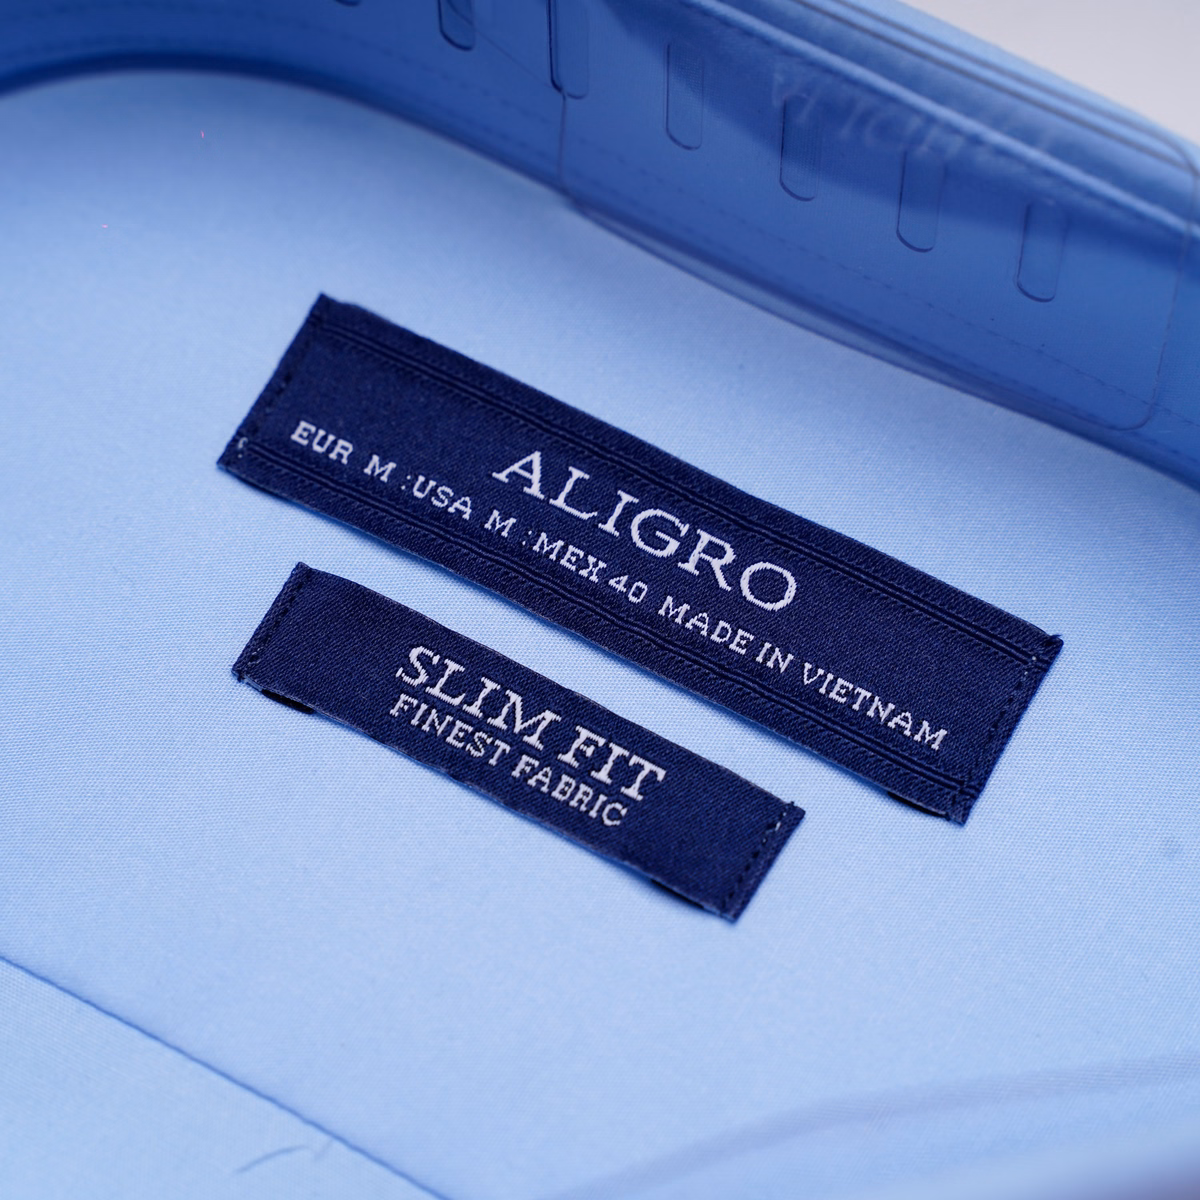 ALIGRO
EUR M :USA M :MEX 40 MADE IN VIETNAM
SLIM FIT
FINEST FABRIC